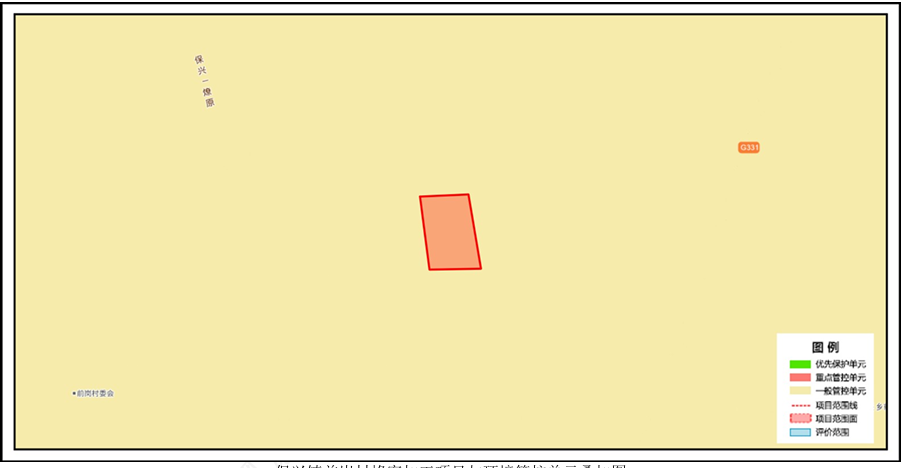 保兴一燎原
G331
前岗村委会
图例
优先保护单元
重点管控单元
一般管控单元
项目范围线
项目范围面
评价范围
乡